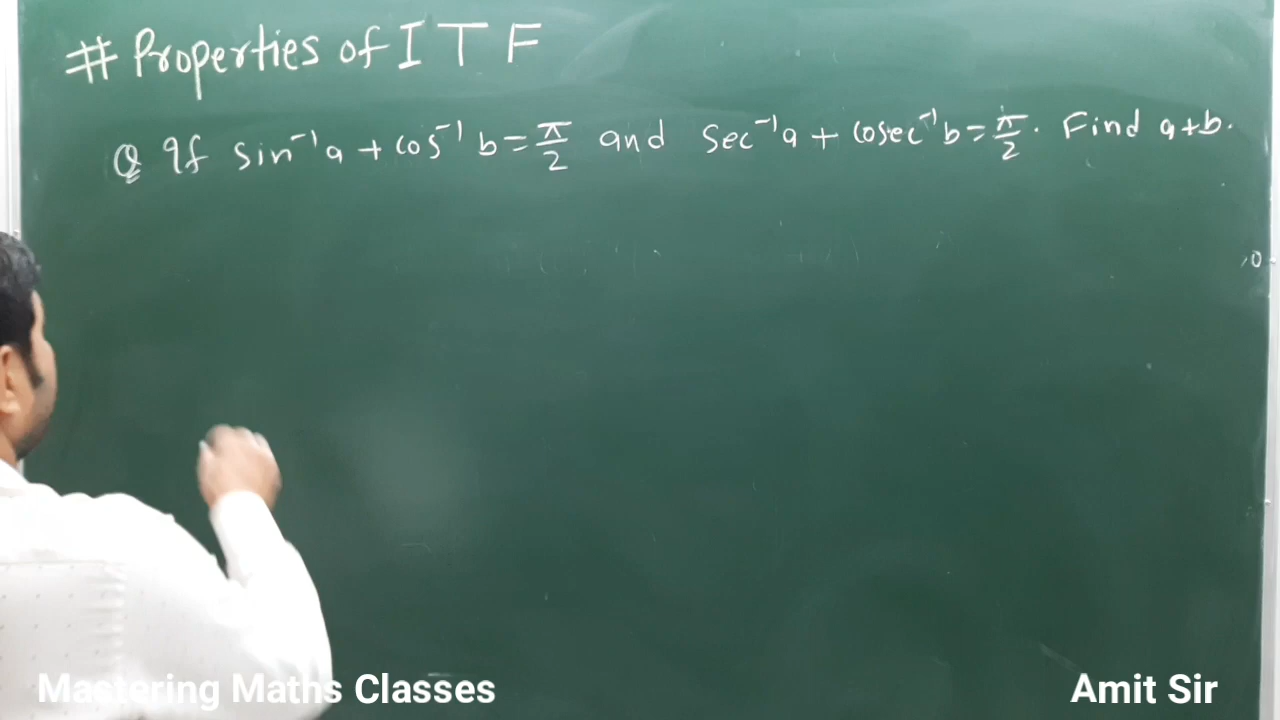 # Properties of I T F
Q If sin⁻¹a + cos⁻¹ b = π/2 and sec⁻¹a + cosec⁻¹b = π/2. Find a+b.
Mastering Maths Classes
Amit Sir